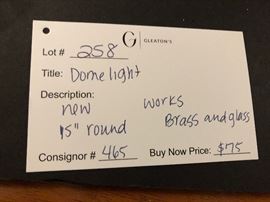 G | GLEATON'S
Lot # 258
Title: Dome light
Description:
new works
15" round Brass and glass
Consignor # 465 Buy Now Price: $75